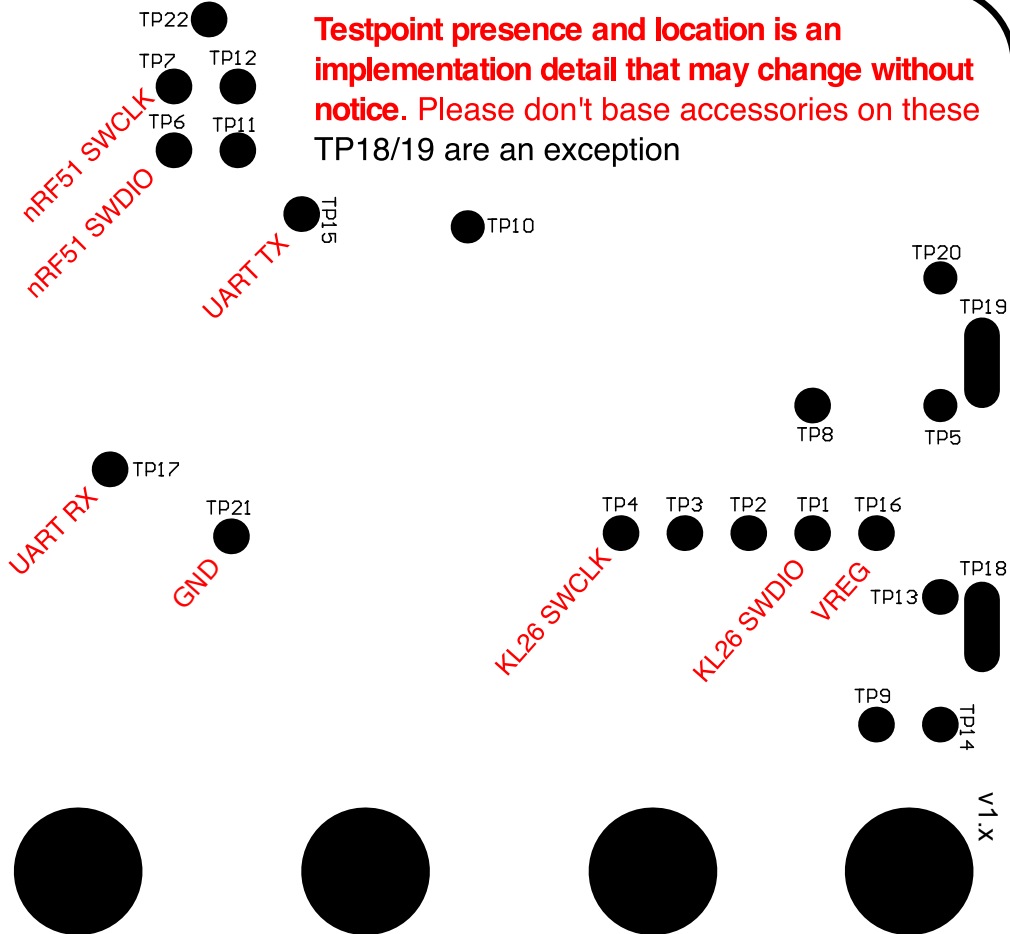 TP22
Testpoint presence and location is an
implementation detail that may change without
notice. Please don't base accessories on these
TP18/19 are an exception
TP7
TP12
nRF51 SWCLK
TP6
TP11
nRF51 SWDIO
TP15
UART TX
TP10
TP20
TP19
TP8
TP5
TP17
UART RX
TP21
GND
TP4
TP3
TP2
TP1
TP16
KL26 SWCLK
KL26 SWDIO
VREG
TP18
TP13
TP9
TP14
v1.x